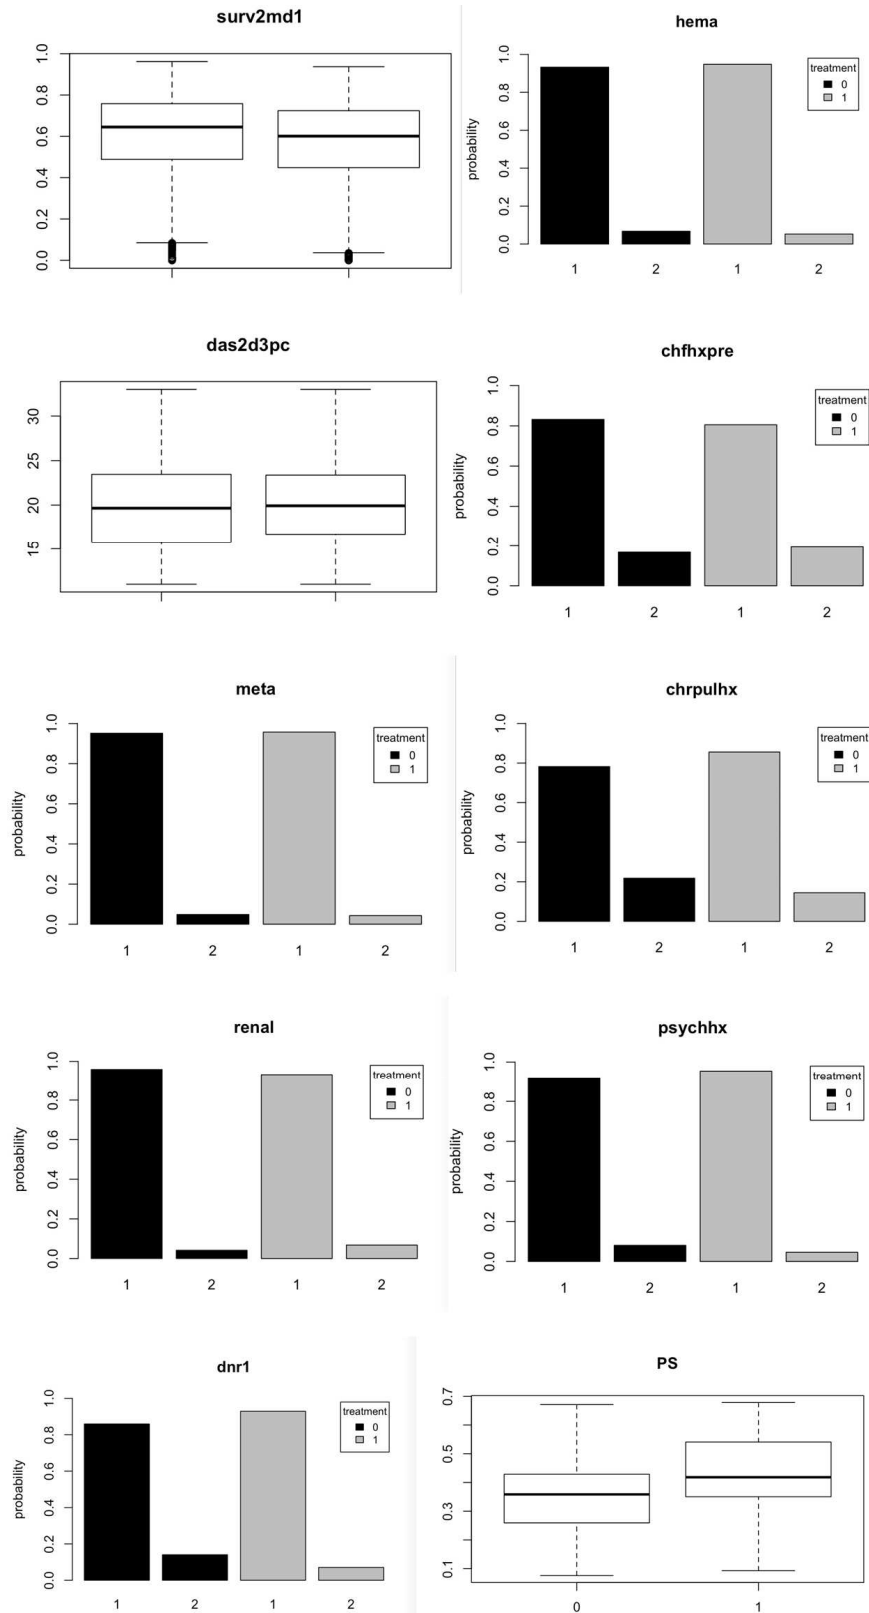 surv2md1
0.0 0.2 0.4 0.6 0.8 1.0
hema
probability
0.0 0.2 0.4 0.6 0.8 1.0
treatment
0
1
1 2 1 2
das2d3pc
15 20 25 30
chfhxpre
probability
0.0 0.2 0.4 0.6 0.8 1.0
treatment
0
1
1 2 1 2
meta
probability
0.0 0.2 0.4 0.6 0.8 1.0
treatment
0
1
1 2 1 2
chrpulhx
probability
0.0 0.2 0.4 0.6 0.8 1.0
treatment
0
1
1 2 1 2
renal
probability
0.0 0.2 0.4 0.6 0.8 1.0
treatment
0
1
1 2 1 2
psychhx
probability
0.0 0.2 0.4 0.6 0.8 1.0
treatment
0
1
1 2 1 2
dnr1
probability
0.0 0.2 0.4 0.6 0.8 1.0
treatment
0
1
1 2 1 2
PS
0.1 0.3 0.5 0.7
0 1